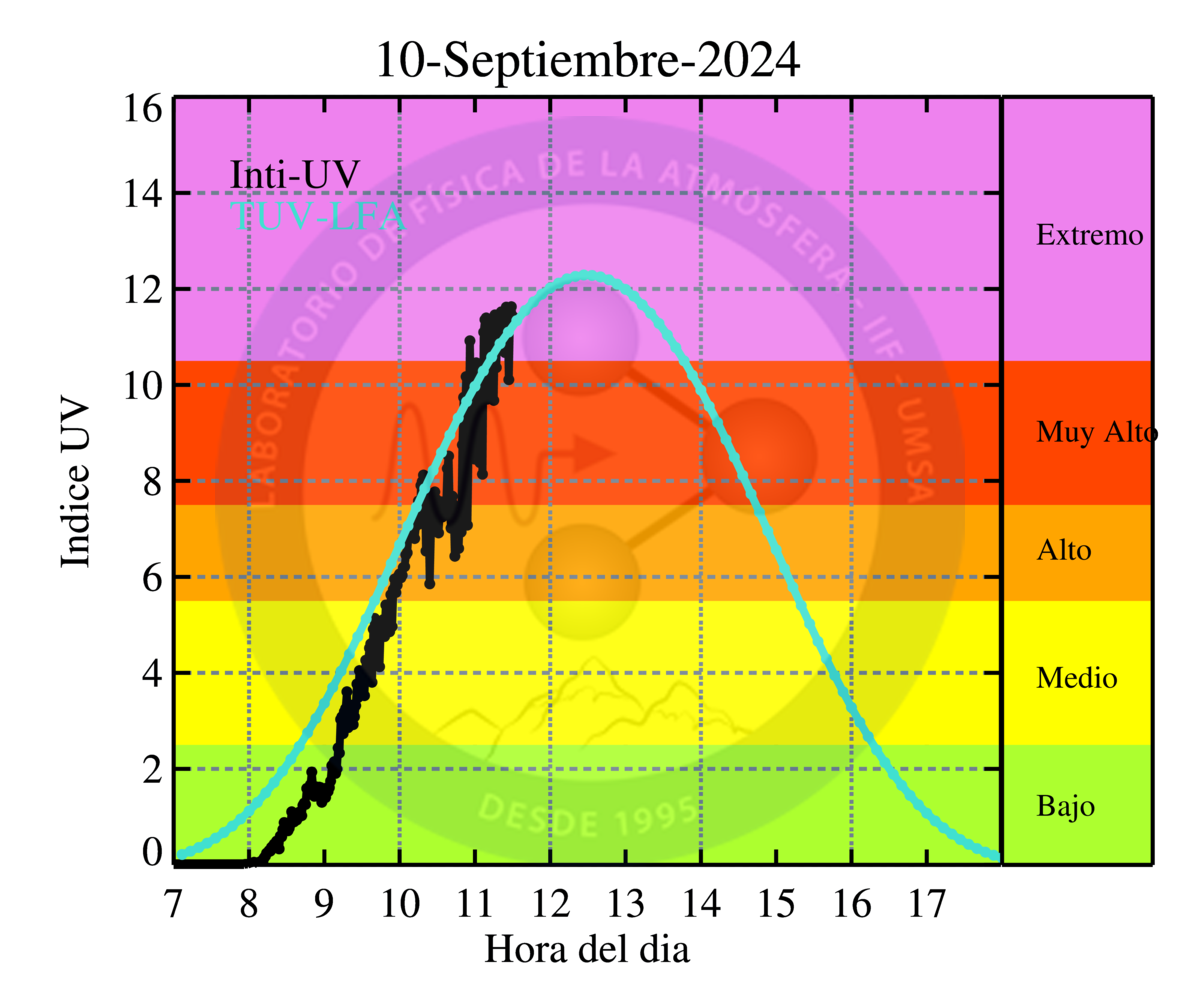 10-Septiembre-2024
Inti-UV
TUV-LFA
LABORATORIO DE FÍSICA DE LA ATMÓSFERA - IIF - UMSA
DESDE 1995
Indice UV
16
14
12
10
8
6
4
2
0
Extremo
Muy Alto
Alto
Medio
Bajo
7 8 9 10 11 12 13 14 15 16 17
Hora del dia